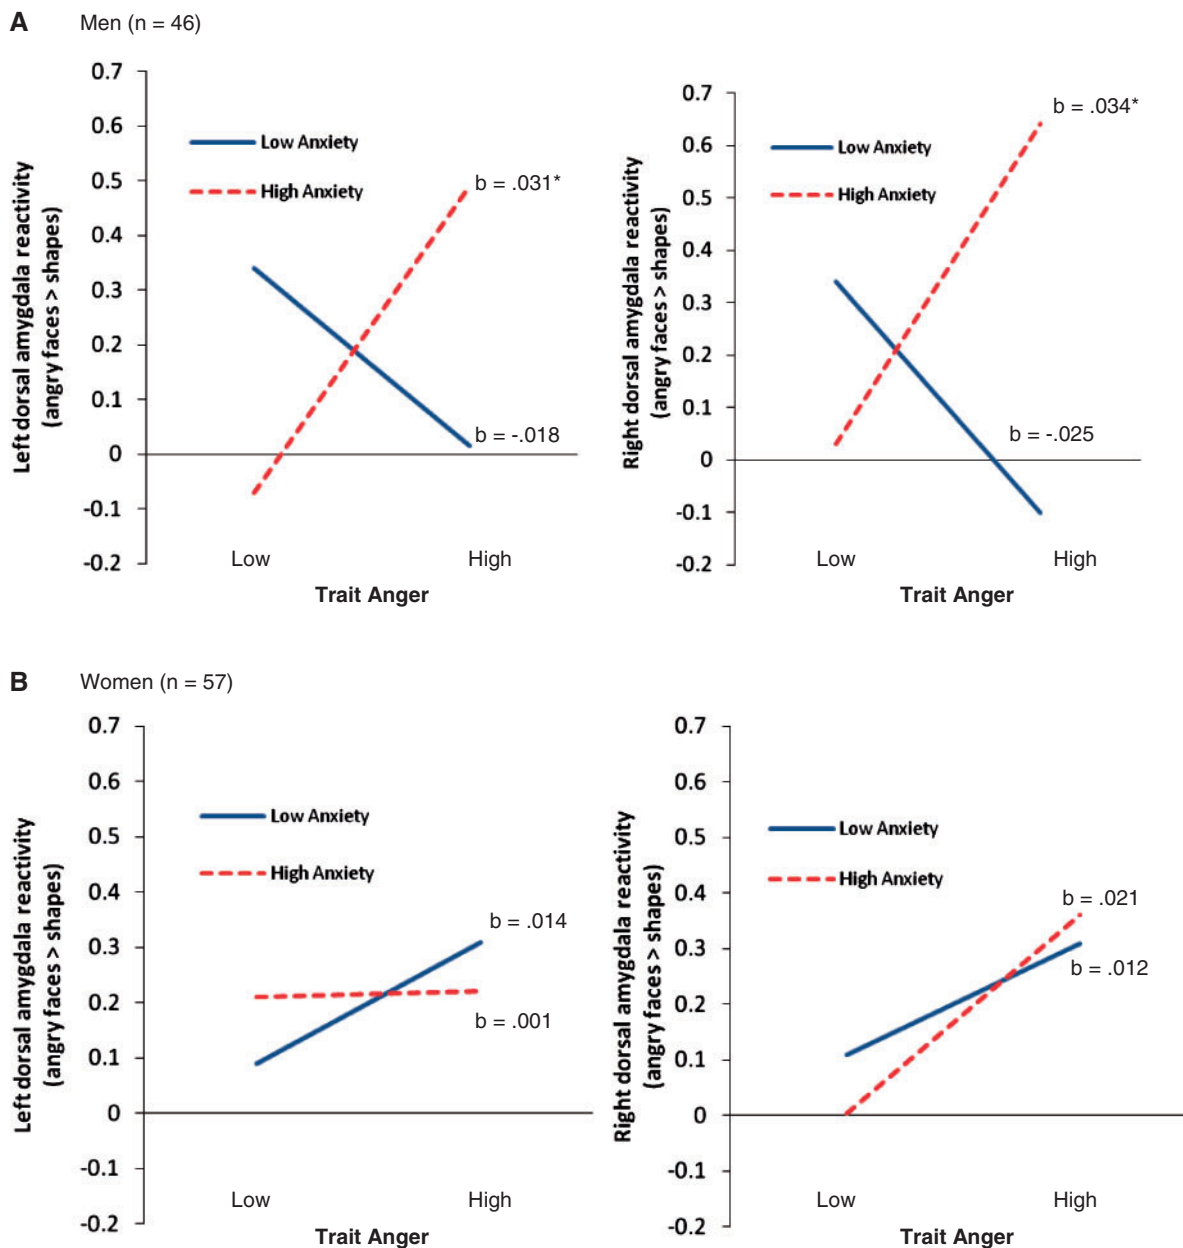 A Men (n = 46)
Left dorsal amygdala reactivity
(angry faces > shapes)
0.7
0.6
0.5
0.4
0.3
0.2
0.1
0
-0.1
-0.2
Low Anxiety
High Anxiety
b = .031*
b = -.018
Low High
Trait Anger
Right dorsal amygdala reactivity
(angry faces > shapes)
0.7
0.6
0.5
0.4
0.3
0.2
0.1
0
-0.1
-0.2
Low Anxiety
High Anxiety
b = .034*
b = -.025
Low High
Trait Anger
B Women (n = 57)
Left dorsal amygdala reactivity
(angry faces > shapes)
0.7
0.6
0.5
0.4
0.3
0.2
0.1
0
-0.1
-0.2
Low Anxiety
High Anxiety
b = .014
b = .001
Low High
Trait Anger
Right dorsal amygdala reactivity
(angry faces > shapes)
0.7
0.6
0.5
0.4
0.3
0.2
0.1
0
-0.1
-0.2
Low Anxiety
High Anxiety
b = .021
b = .012
Low High
Trait Anger